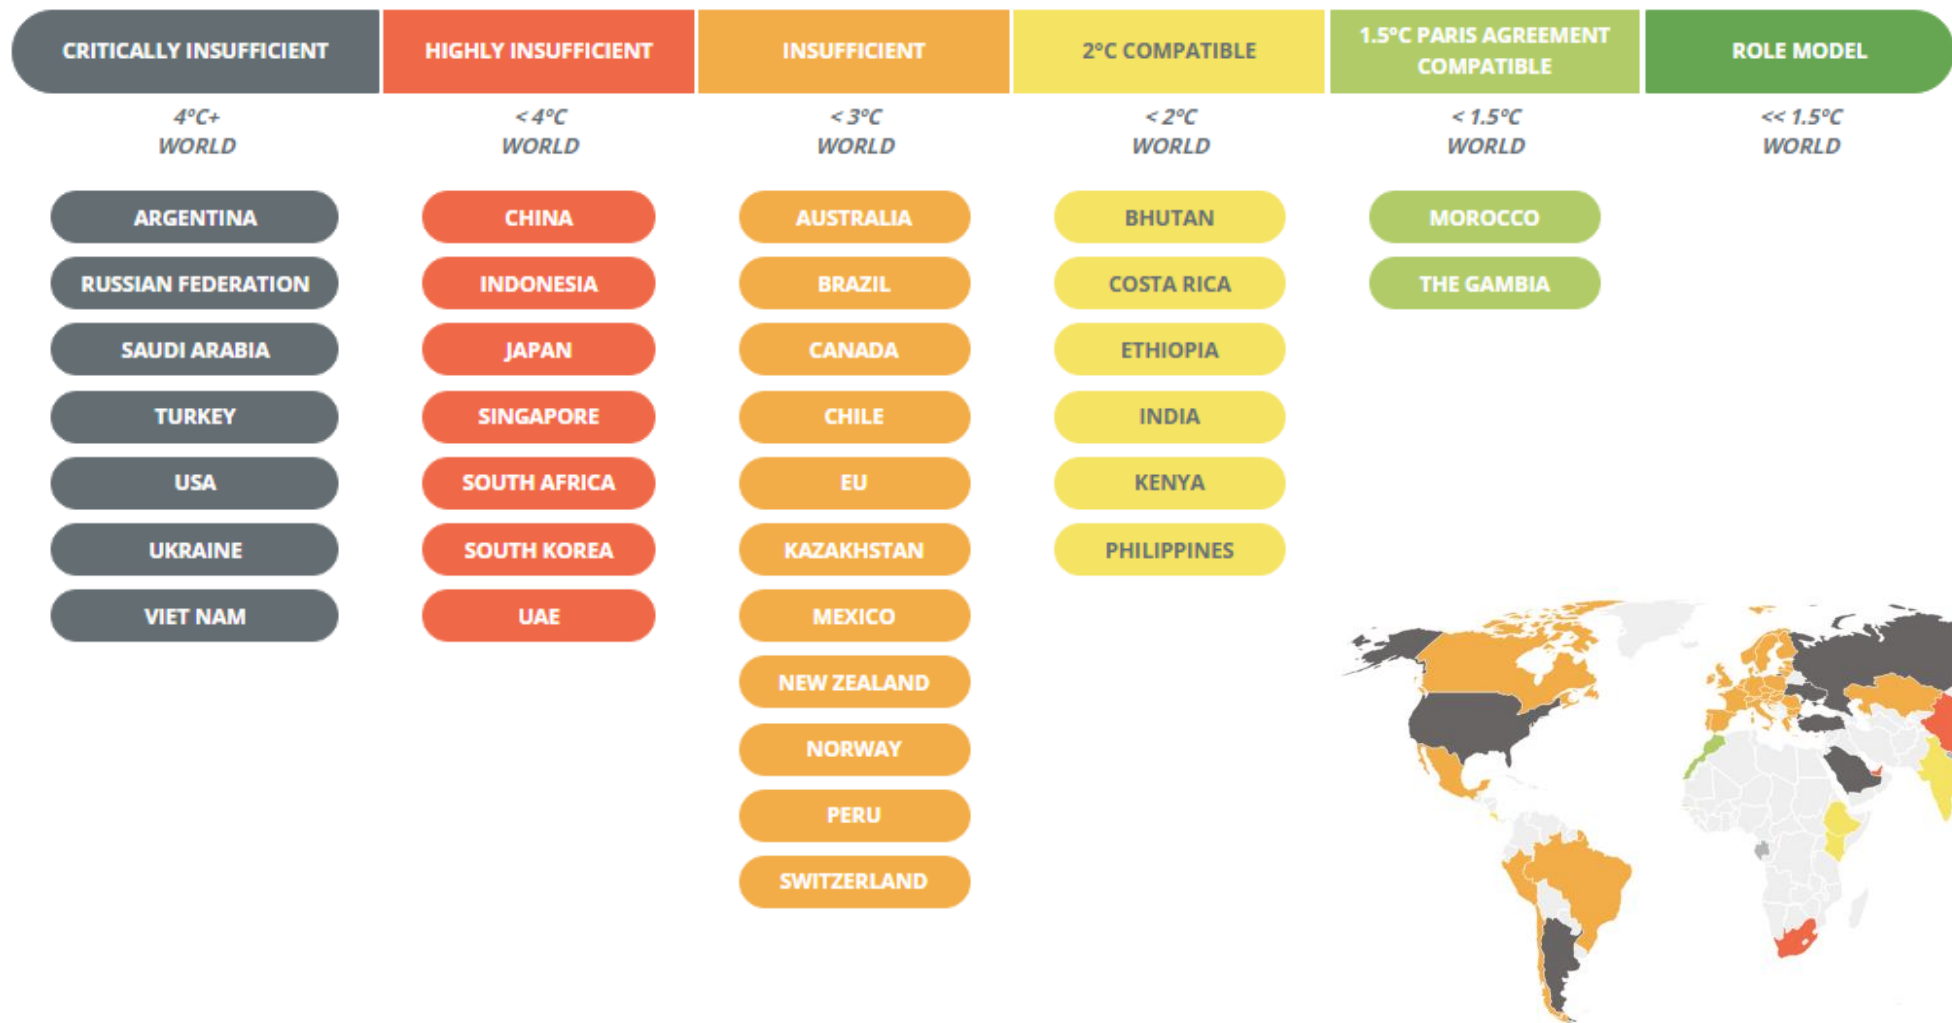 CRITICALLY INSUFFICIENT
HIGHLY INSUFFICIENT
INSUFFICIENT
2°C COMPATIBLE
1.5°C PARIS AGREEMENT
COMPATIBLE
ROLE MODEL
4°C+
WORLD
< 4°C
WORLD
< 3°C
WORLD
< 2°C
WORLD
< 1.5°C
WORLD
<< 1.5°C
WORLD
ARGENTINA
RUSSIAN FEDERATION
SAUDI ARABIA
TURKEY
USA
UKRAINE
VIET NAM
CHINA
INDONESIA
JAPAN
SINGAPORE
SOUTH AFRICA
SOUTH KOREA
UAE
AUSTRALIA
BRAZIL
CANADA
CHILE
EU
KAZAKHSTAN
MEXICO
NEW ZEALAND
NORWAY
PERU
SWITZERLAND
BHUTAN
COSTA RICA
ETHIOPIA
INDIA
KENYA
PHILIPPINES
MOROCCO
THE GAMBIA